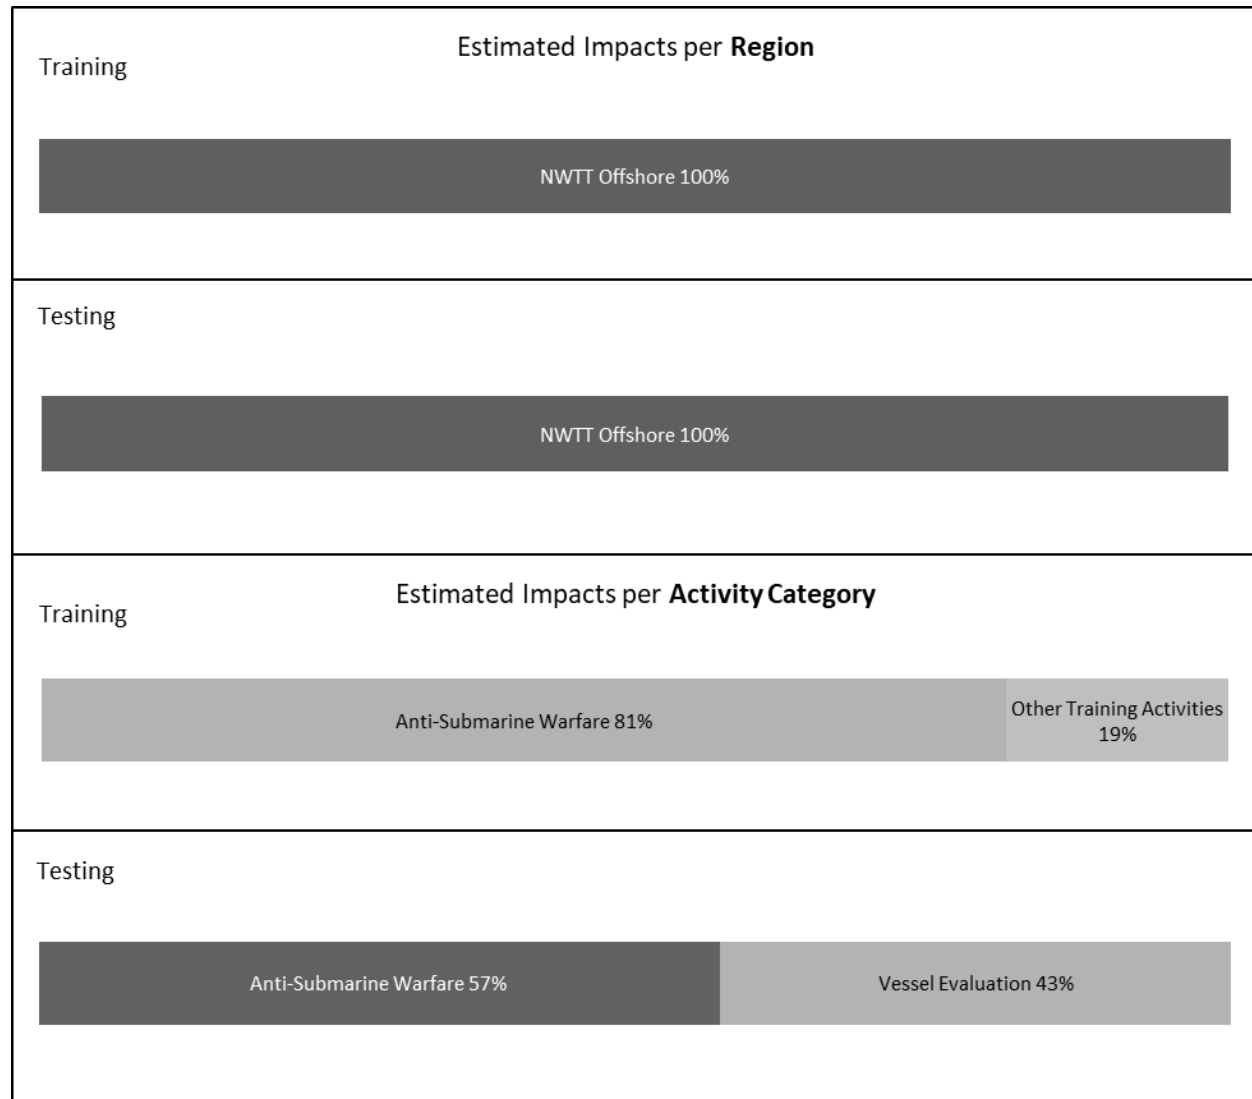 Estimated Impacts per Region
Training
NWTT Offshore 100%
Testing
NWTT Offshore 100%
Estimated Impacts per Activity Category
Training
Anti-Submarine Warfare 81%
Other Training Activities
19%
Testing
Anti-Submarine Warfare 57%
Vessel Evaluation 43%